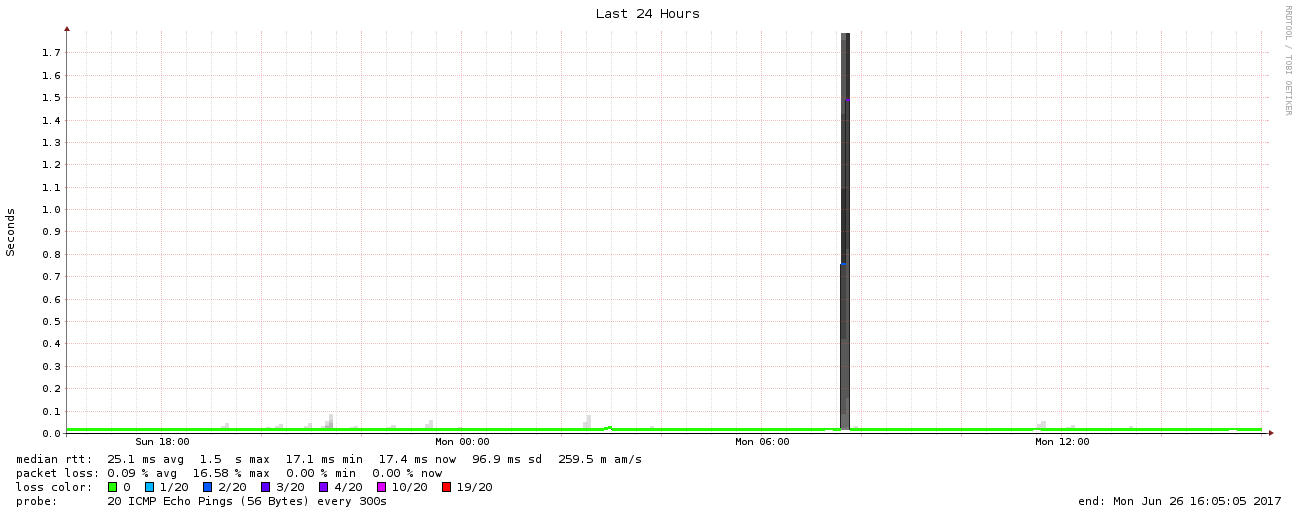 Last 24 Hours
RRDTOOL / TOBI OETIKER
Seconds
1.7
1.6
1.5
1.4
1.3
1.2
1.1
1.0
0.9
0.8
0.7
0.6
0.5
0.4
0.3
0.2
0.1
0.0
Sun 18:00 Mon 00:00 Mon 06:00 Mon 12:00
median rtt: 25.1 ms avg 1.5 s max 17.1 ms min 17.4 ms now 96.9 ms sd 259.5 m am/s
packet loss: 0.09 % avg 16.58 % max 0.00 % min 0.00 % now
loss color: 0 1/20 2/20 3/20 4/20 10/20 19/20
probe: 20 ICMP Echo Pings (56 Bytes) every 300s end: Mon Jun 26 16:05:05 2017